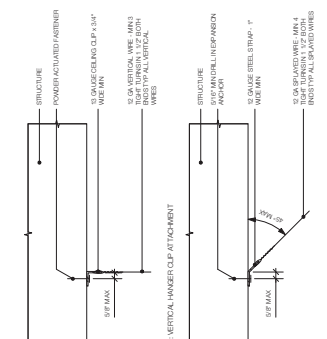 STRUCTURE
POWDER ACTUATED FASTENER
13 GAUGE CEILING CLIP x 3/4"
WIDE MIN
12 GA VERTICAL WIRE - MIN 3
TIGHT TURNS IN 1 1/2" BOTH
ENDS TYP ALL VERTICAL
WIRES
5/8" MAX
: VERTICAL HANGER CLIP ATTACHMENT
STRUCTURE
5/16" MIN DRILL IN EXPANSION
ANCHOR
12 GAUGE STEEL STRAP - 1"
WIDE MIN
12 GA SPLAYED WIRE - MIN 4
TIGHT TURNS IN 1 1/2" BOTH
ENDS TYP ALL SPLAYED WIRES
45° MAX
5/8" MAX